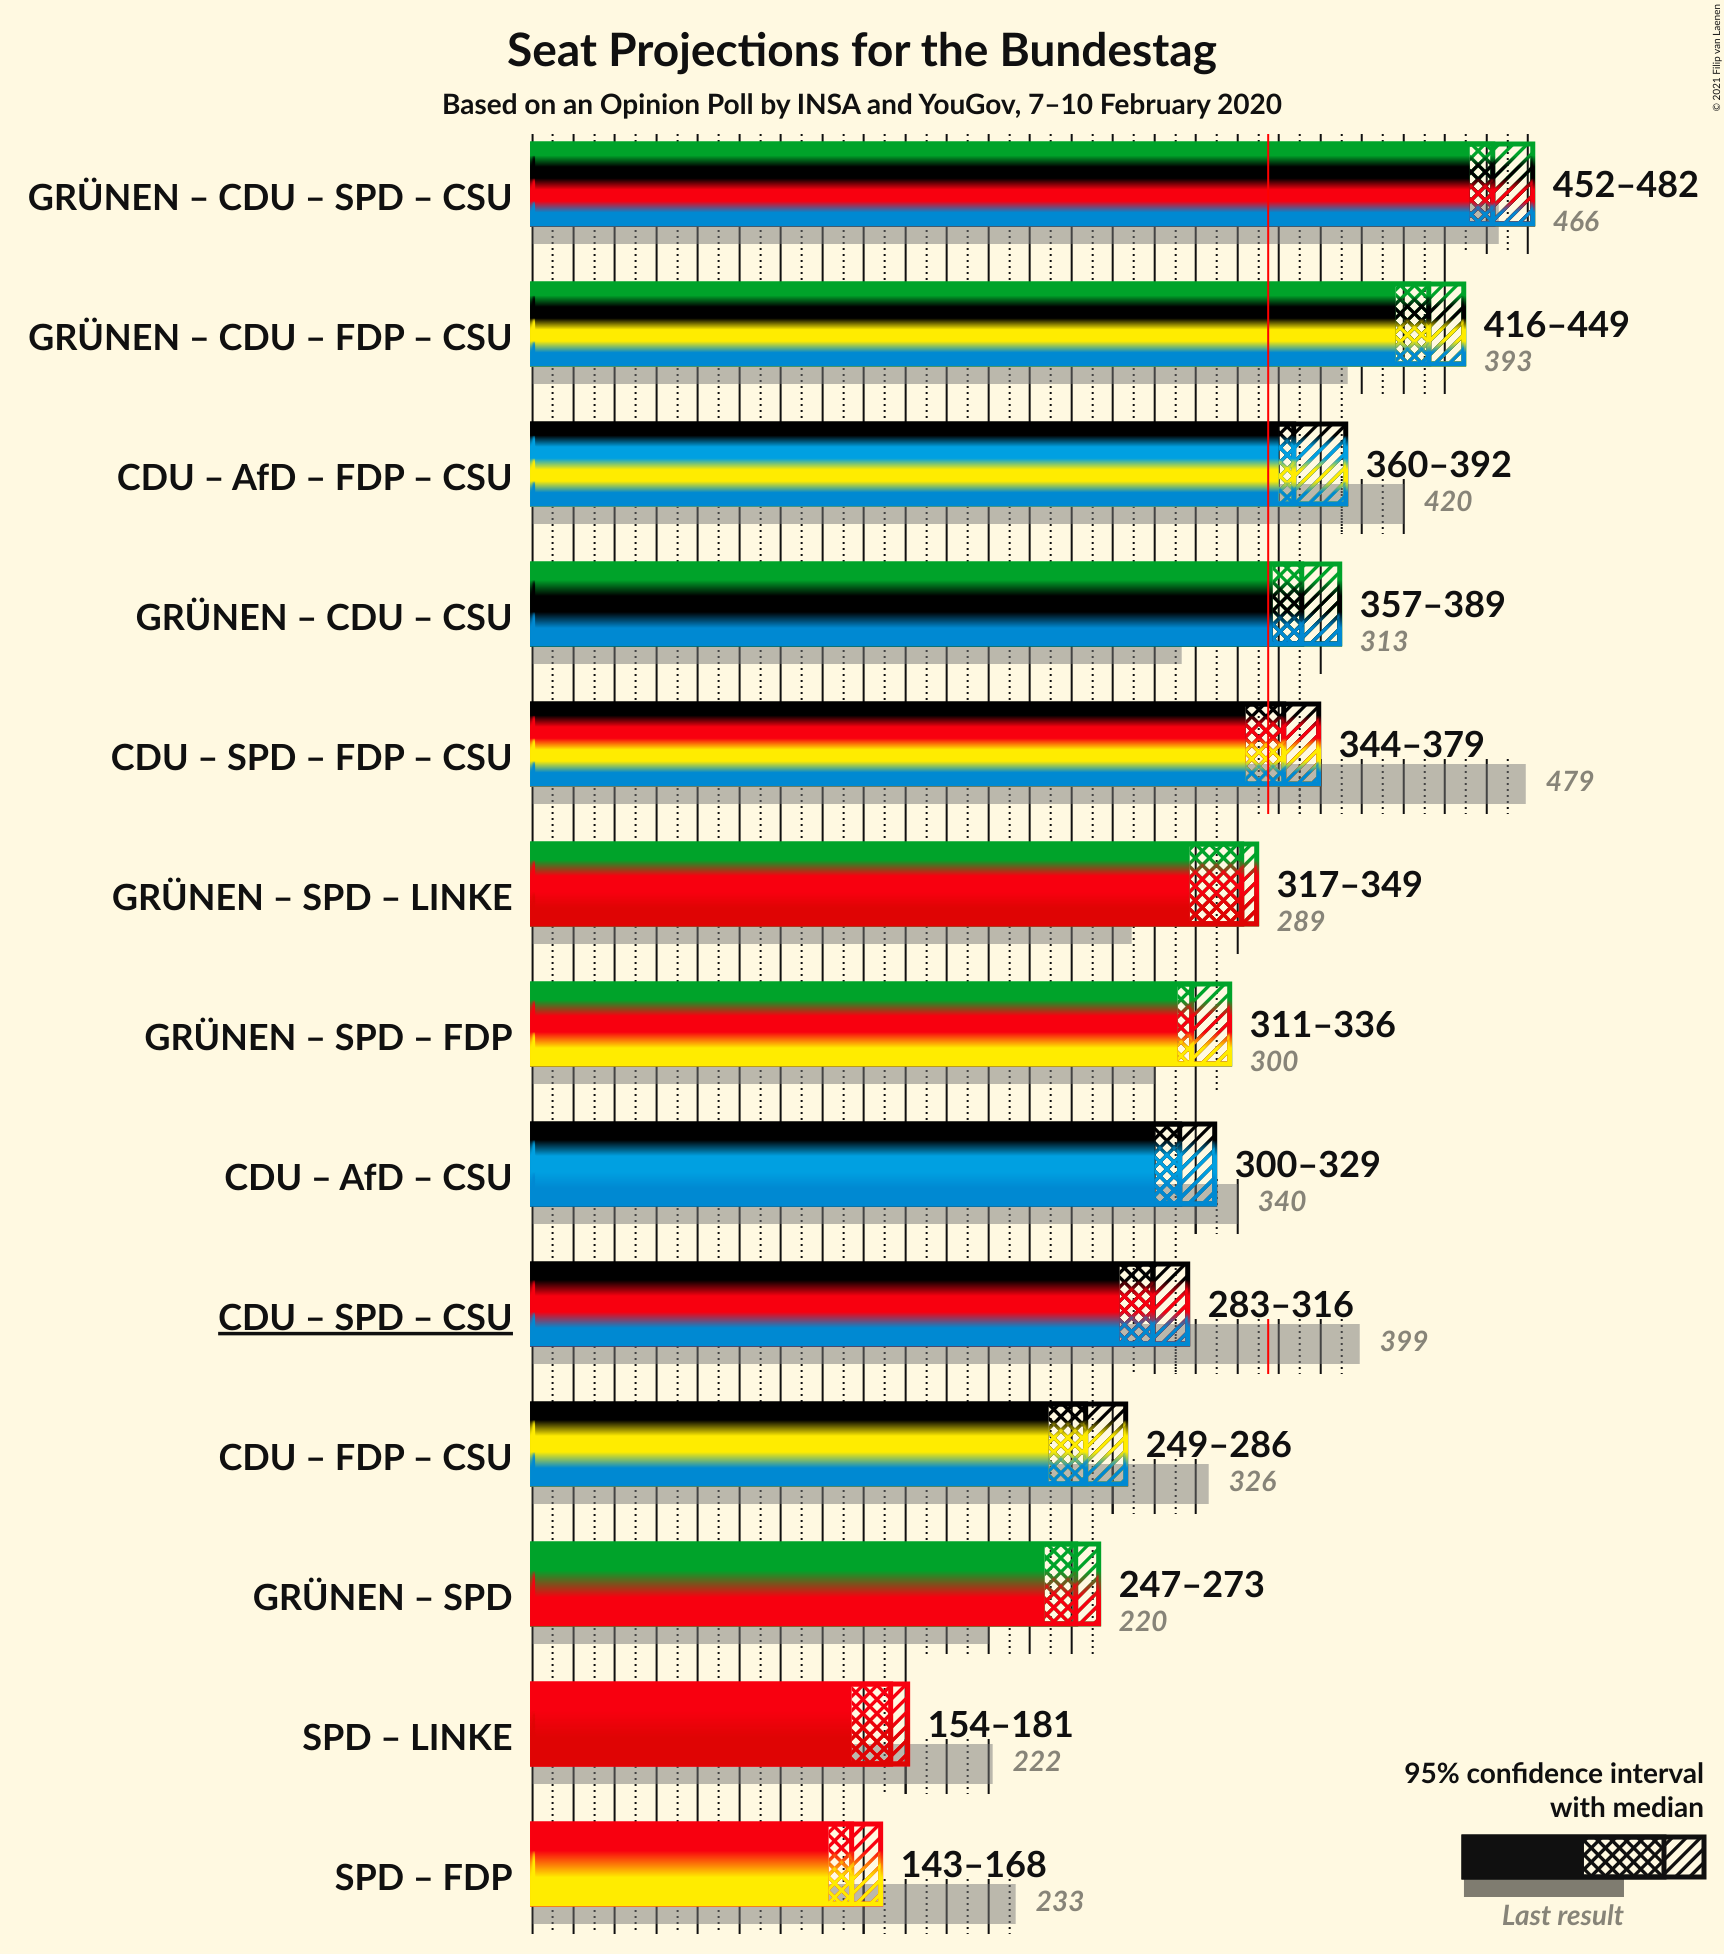 Seat Projections for the Bundestag
Based on an Opinion Poll by INSA and YouGov, 7–10 February 2020
© 2021 Filip van Laenen
GRÜNEN – CDU – SPD – CSU
452–482
466
GRÜNEN – CDU – FDP – CSU
416–449
393
CDU – AfD – FDP – CSU
360–392
420
GRÜNEN – CDU – CSU
357–389
313
CDU – SPD – FDP – CSU
344–379
479
GRÜNEN – SPD – LINKE
317–349
289
GRÜNEN – SPD – FDP
311–336
300
CDU – AfD – CSU
300–329
340
CDU – SPD – CSU
283–316
399
CDU – FDP – CSU
249–286
326
GRÜNEN – SPD
247–273
220
SPD – LINKE
154–181
222
SPD – FDP
143–168
233
95% confidence interval
with median
Last result